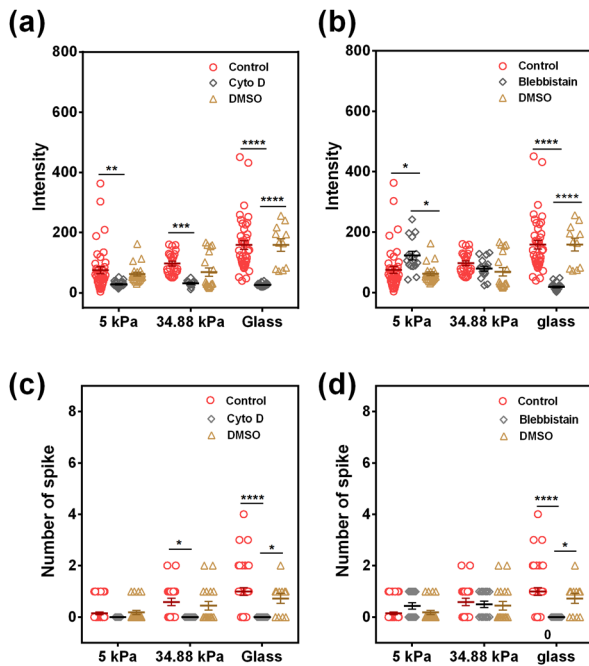 (a)
800
600
400
200
0
Intensity
Control
Cyto D
DMSO
**
***
****
****
5 kPa 34.88 kPa Glass
(b)
800
600
400
200
0
Intensity
Control
Blebbistain
DMSO
*
*
****
****
5 kPa 34.88 kPa glass
(c)
8
6
4
2
0
Number of spike
Control
Cyto D
DMSO
*
****
*
5 kPa 34.88 kPa Glass
(d)
8
6
4
2
0
Number of spike
Control
Blebbistain
DMSO
****
*
0
5 kPa 34.88 kPa glass